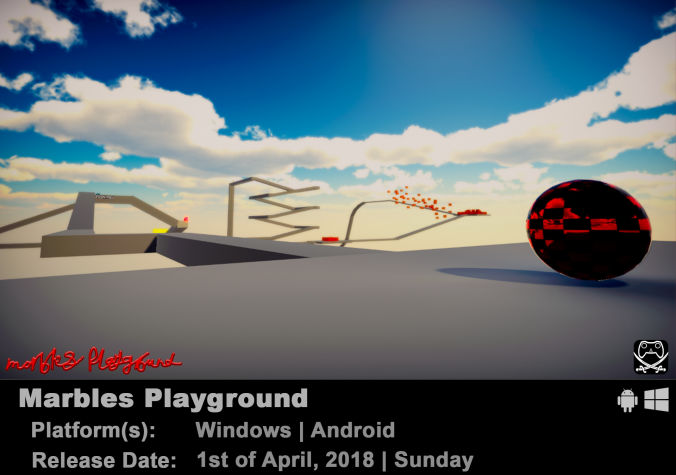 marbles Playground
Marbles Playground
Platform(s): Windows | Android
Release Date: 1st of April, 2018 | Sunday